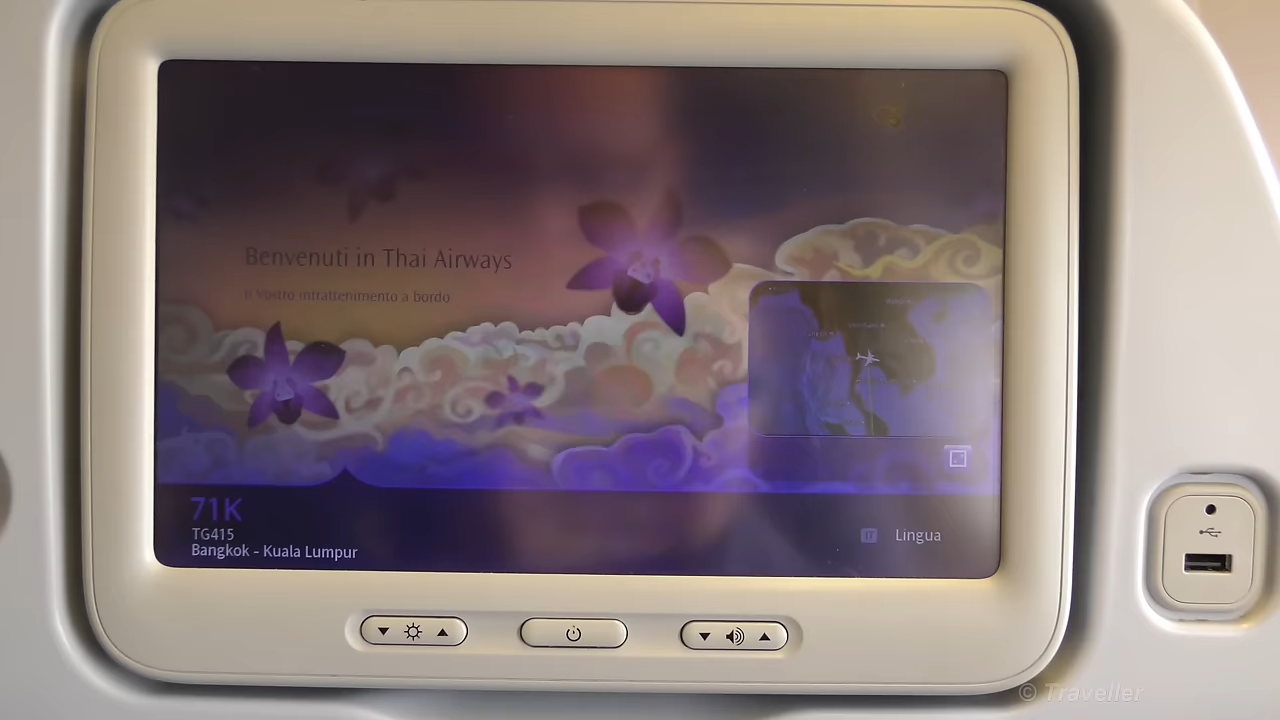 Benvenuti in Thai Airways
Il Vostro intrattenimento a bordo
71K
TG415
Bangkok - Kuala Lumpur
IT Lingua
© Traveller